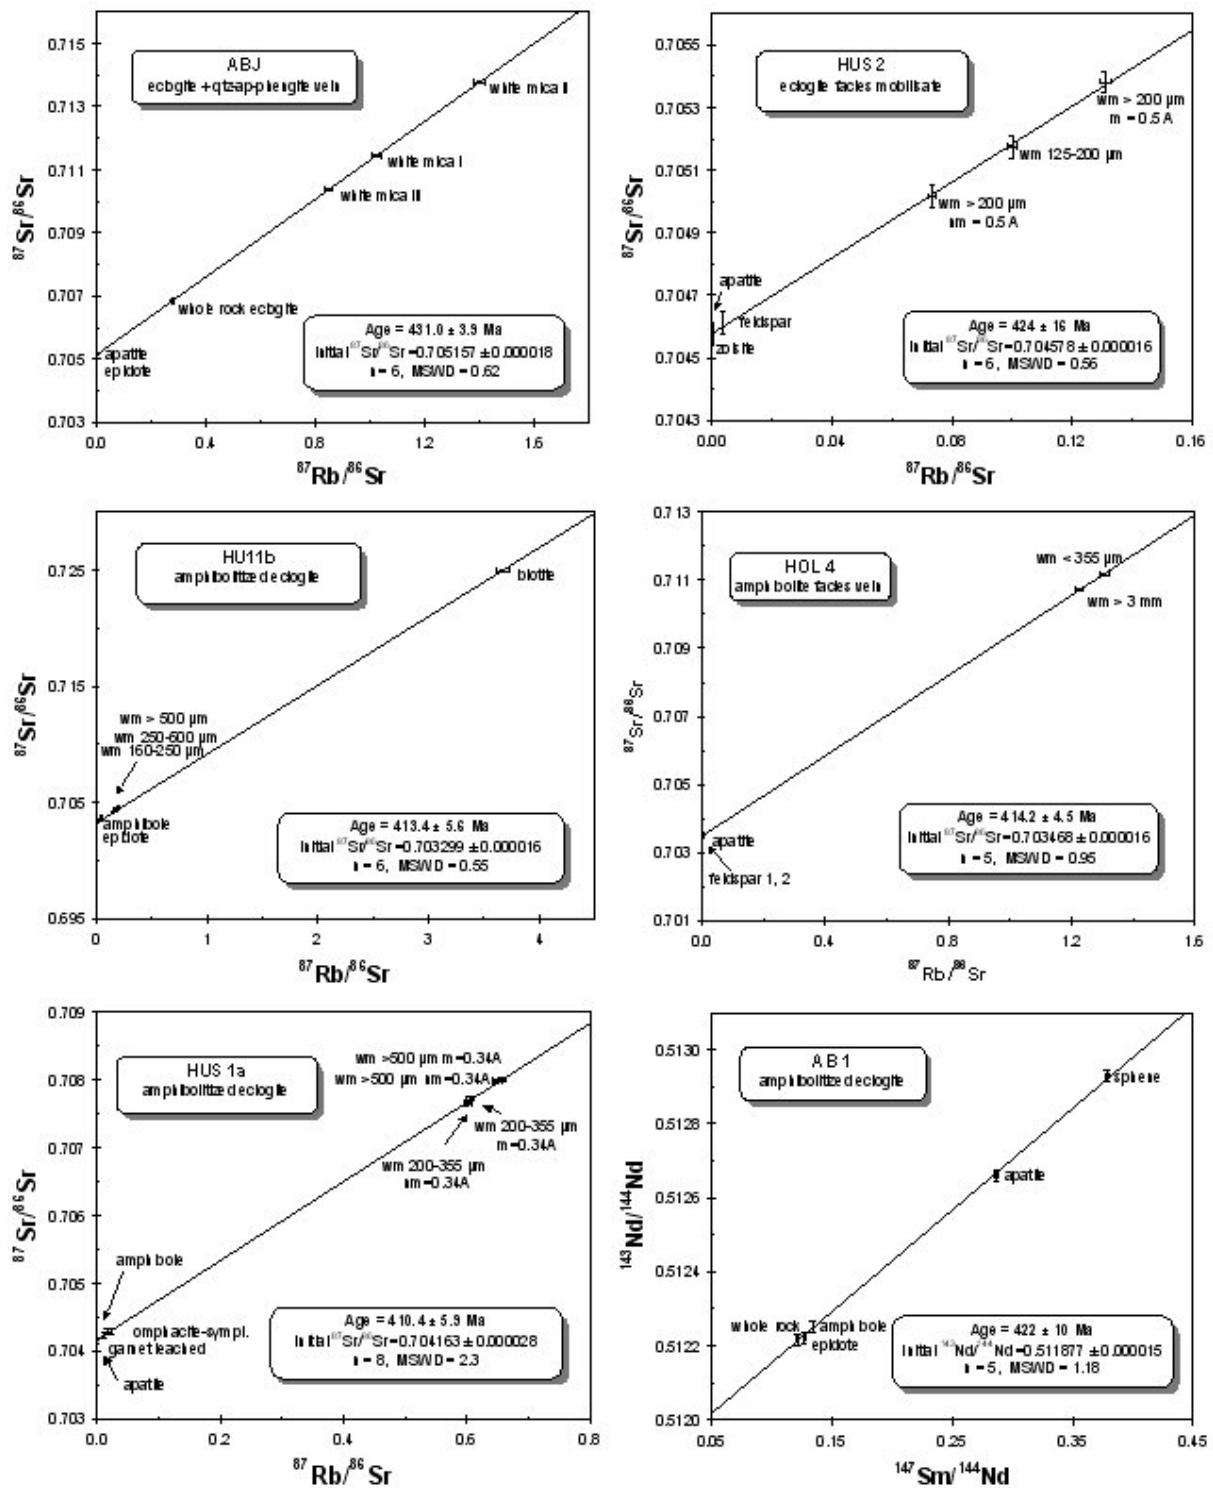 ABJ
eclogite + qtz-ap-phengite vein
0.715
0.713
0.711
0.709
0.707
0.705
0.703
87Sr/86Sr
white mica II
white mica I
white mica III
whole rock eclogite
apatite
epidote
Age = 431.0 ± 3.9 Ma
Initial 87Sr/86Sr=0.705157 ±0.000018
n = 6, MSWD = 0.62
0.0 0.4 0.8 1.2 1.6
87Rb/86Sr
HUS 2
eclogite facies mobilisate
0.7055
0.7053
0.7051
0.7049
0.7047
0.7045
0.7043
87Sr/86Sr
wm > 200 µm
m = 0.5 A
wm 125-200 µm
wm > 200 µm
nm = 0.5 A
apatite
feldspar
zoisite
Age = 424 ± 16 Ma
Initial 87Sr/86Sr=0.704578 ±0.000016
n = 6, MSWD = 0.56
0.00 0.04 0.08 0.12 0.16
87Rb/86Sr
HU11b
amphibolitized eclogite
0.725
0.715
0.705
0.695
87Sr/86Sr
biotite
wm > 500 µm
wm 250-500 µm
wm 160-250 µm
amphibole
epidote
Age = 413.4 ± 5.6 Ma
Initial 87Sr/86Sr=0.703299 ±0.000016
n = 6, MSWD = 0.55
0 1 2 3 4
87Rb/86Sr
HOL 4
amphibolite facies vein
0.713
0.711
0.709
0.707
0.705
0.703
0.701
87Sr/86Sr
wm < 355 µm
wm > 3 mm
apatite
feldspar 1, 2
Age = 414.2 ± 4.5 Ma
Initial 87Sr/86Sr=0.703468 ±0.000016
n = 5, MSWD = 0.95
0.0 0.4 0.8 1.2 1.6
87Rb/86Sr
HUS 1a
amphibolitized eclogite
0.709
0.708
0.707
0.706
0.705
0.704
0.703
87Sr/86Sr
wm >500 µm m=0.34A
wm >500 µm nm=0.34A
wm 200-355 µm
m=0.34A
wm 200-355 µm
nm=0.34A
amphibole
omphacite-sympl.
garnet leached
apatite
Age = 410.4 ± 5.9 Ma
Initial 87Sr/86Sr=0.704163 ±0.000028
n = 8, MSWD = 2.3
0.0 0.2 0.4 0.6 0.8
87Rb/86Sr
AB 1
amphibolitized eclogite
0.5130
0.5128
0.5126
0.5124
0.5122
0.5120
143Nd/144Nd
sphene
apatite
whole rock
amphibole
epidote
Age = 422 ± 10 Ma
Initial 143Nd/144Nd=0.511877 ±0.000015
n = 5, MSWD = 1.18
0.05 0.15 0.25 0.35 0.45
147Sm/144Nd